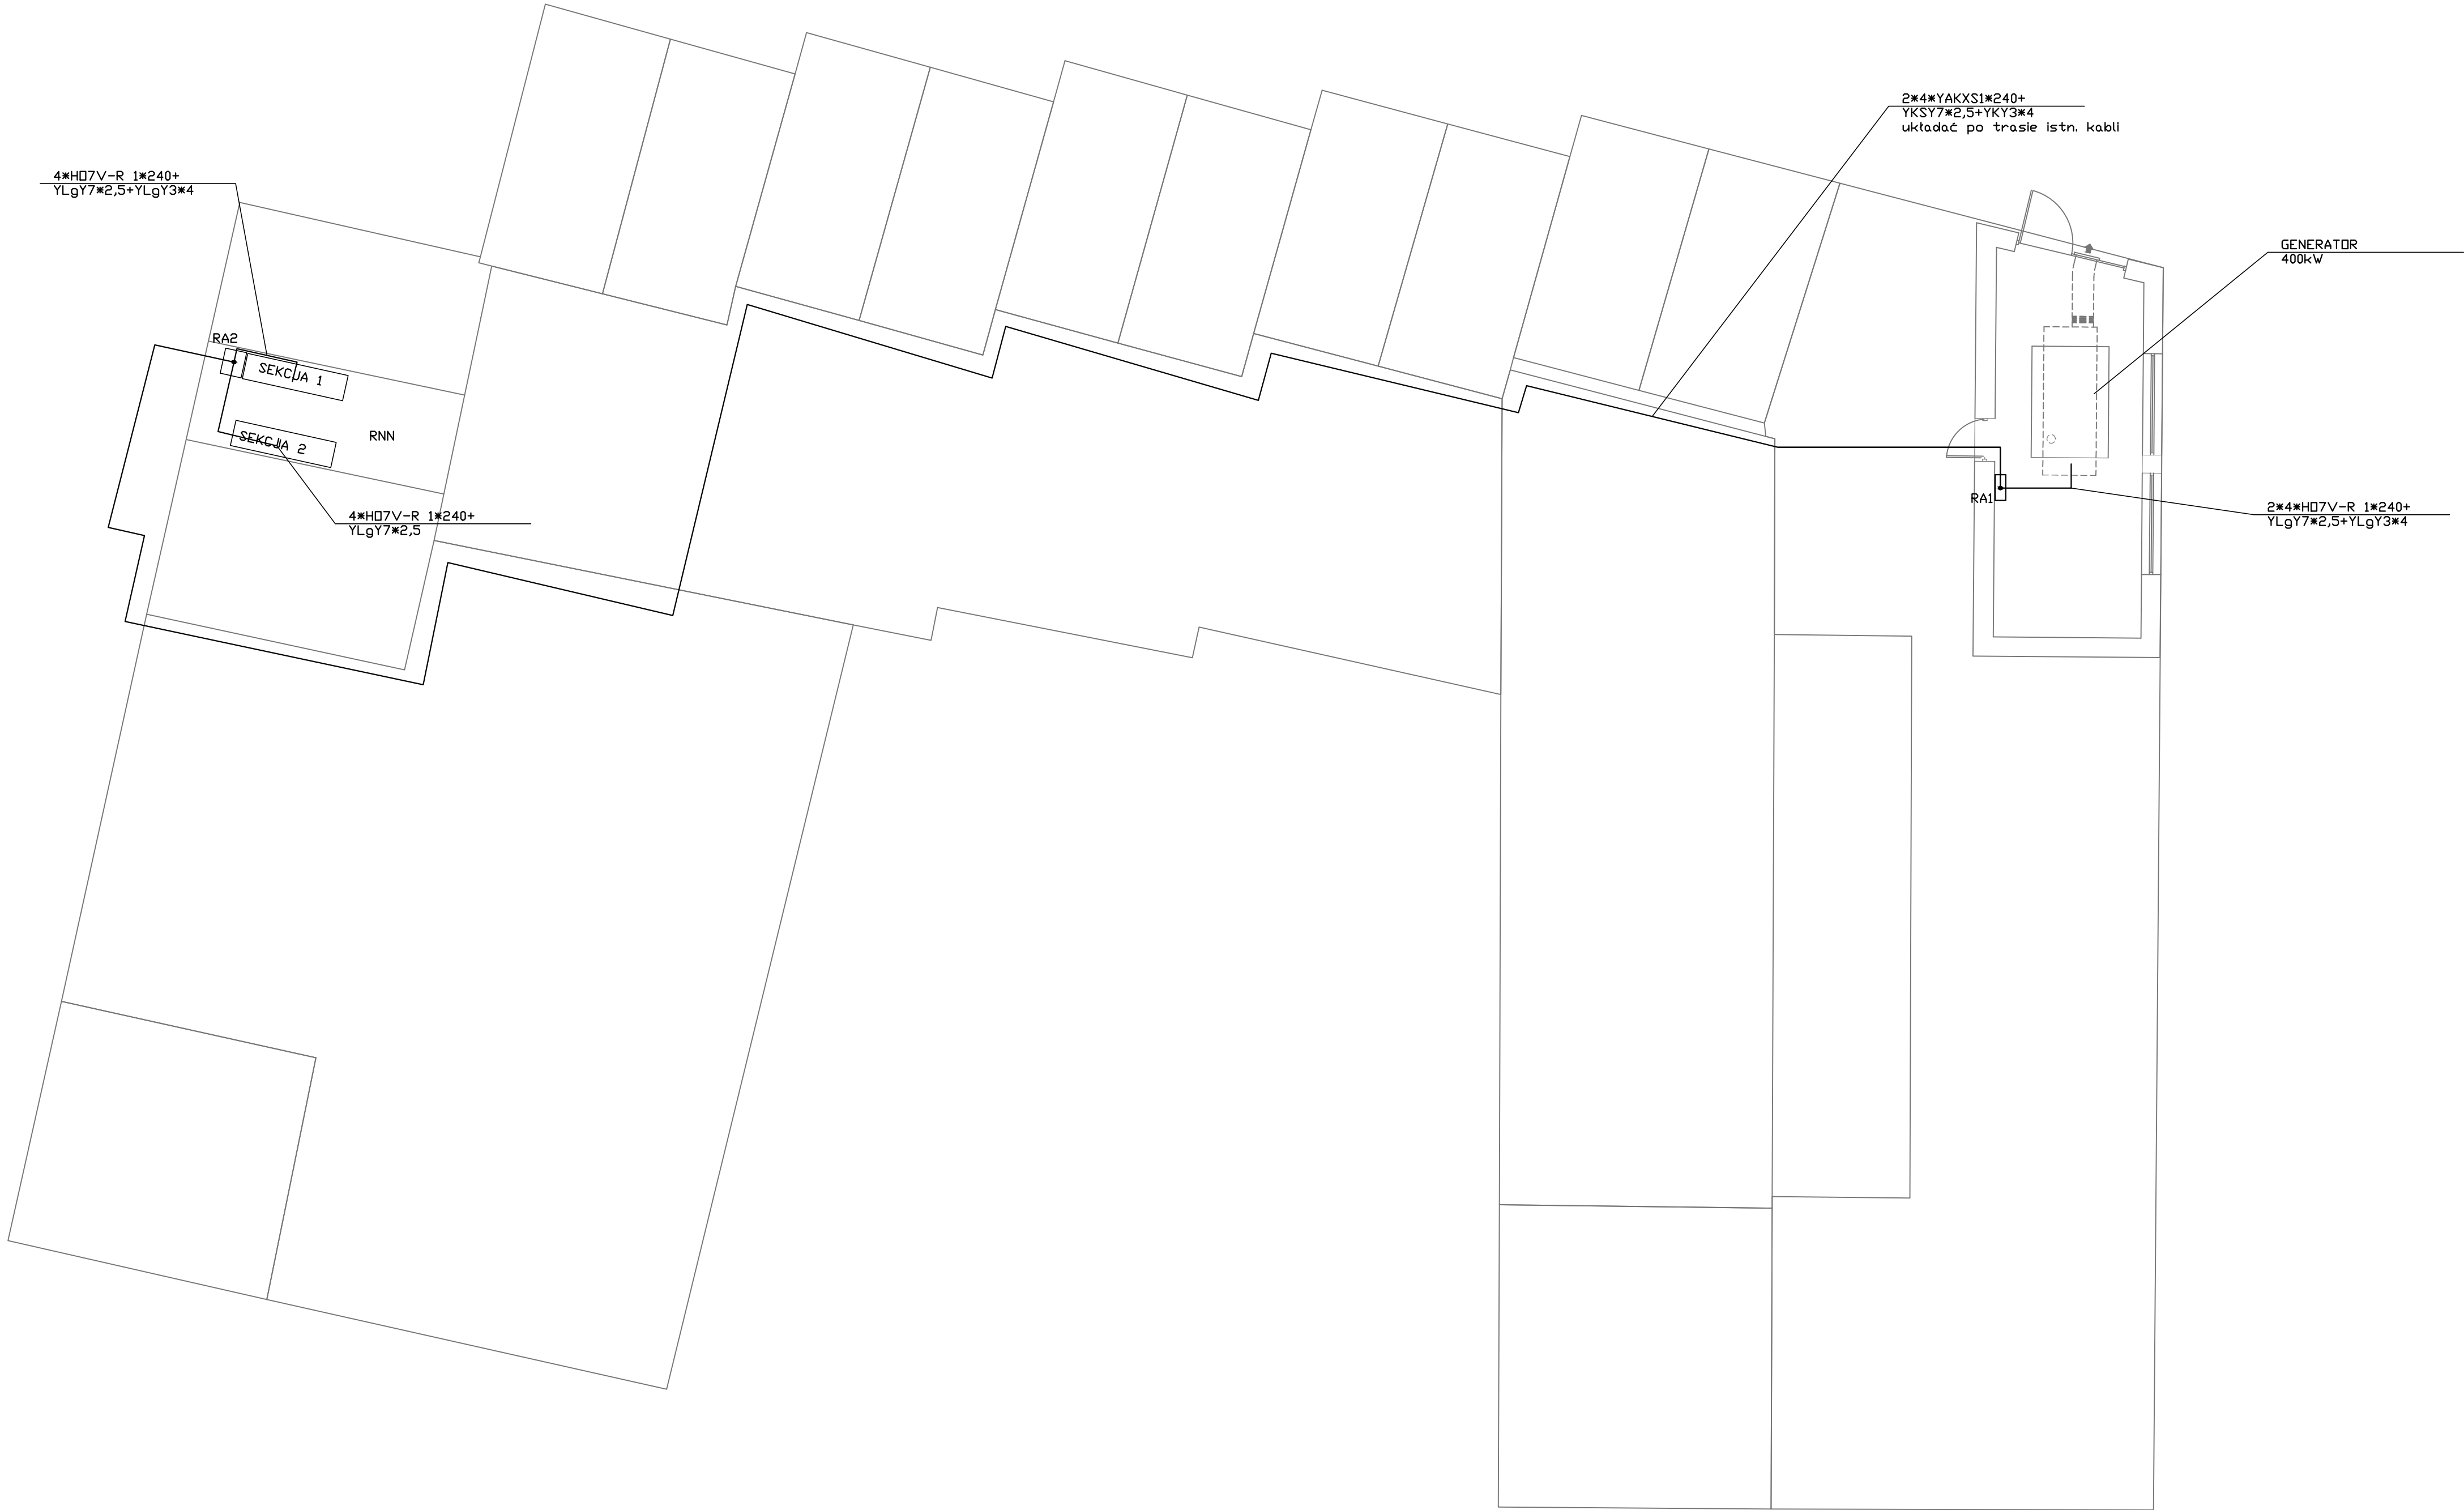 2*4*YAKXS1*240+
YKSY7*2,5+YKY3*4
układać po trasie istn. kabli
4*H07V-R 1*240+
YLgY7*2,5+YLgY3*4
GENERATOR
400kW
RA2
SEKCJA 1
RNN
SEKCJA 2
RA1
4*H07V-R 1*240+
YLgY7*2,5
2*4*H07V-R 1*240+
YLgY7*2,5+YLgY3*4